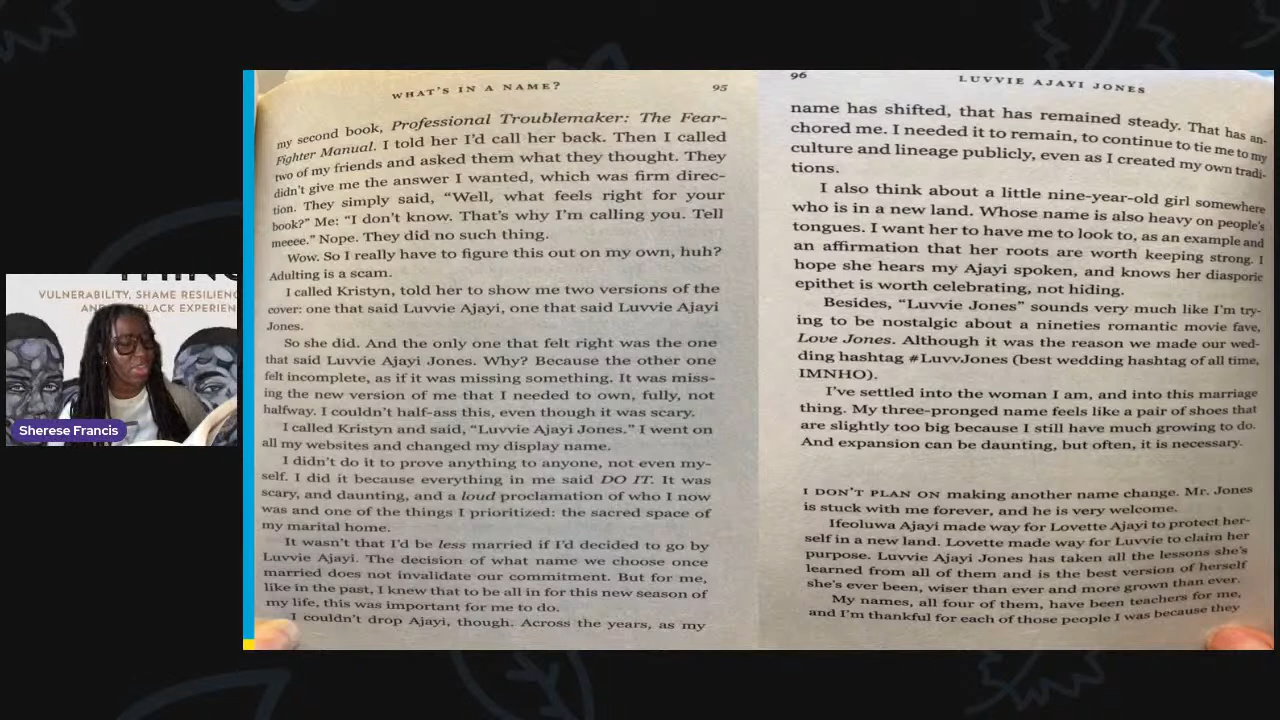 WHAT'S IN A NAME?
95
my second book, Professional Troublemaker: The Fear-
Fighter Manual. I told her I'd call her back. Then I called
two of my friends and asked them what they thought. They
didn't give me the answer I wanted, which was firm direc-
tion. They simply said, “Well, what feels right for your
book?” Me: “I don't know. That's why I'm calling you. Tell
meeee.” Nope. They did no such thing.
Wow. So I really have to figure this out on my own, huh?
Adulting is a scam.
I called Kristyn, told her to show me two versions of the
cover: one that said Luvvie Ajayi, one that said Luvvie Ajayi
Jones.
So she did. And the only one that felt right was the one
that said Luvvie Ajayi Jones. Why? Because the other one
felt incomplete, as if it was missing something. It was miss-
ing the new version of me that I needed to own, fully, not
halfway. I couldn't half-ass this, even though it was scary.
I called Kristyn and said, “Luvvie Ajayi Jones.” I went on
all my websites and changed my display name.
I didn't do it to prove anything to anyone, not even my-
self. I did it because everything in me said DO IT. It was
scary, and daunting, and a loud proclamation of who I now
was and one of the things I prioritized: the sacred space of
my marital home.
It wasn't that I'd be less married if I'd decided to go by
Luvvie Ajayi. The decision of what name we choose once
married does not invalidate our commitment. But for me,
like in the past, I knew that to be all in for this new season of
my life, this was important for me to do.
I couldn't drop Ajayi, though. Across the years, as my
96
LUVVIE AJAYI JONES
name has shifted, that has remained steady. That has an-
chored me. I needed it to remain, to continue to tie me to my
culture and lineage publicly, even as I created my own tradi-
tions.
I also think about a little nine-year-old girl somewhere
who is in a new land. Whose name is also heavy on people's
tongues. I want her to have me to look to, as an example and
an affirmation that her roots are worth keeping strong. I
hope she hears my Ajayi spoken, and knows her diasporic
epithet is worth celebrating, not hiding.
Besides, “Luvvie Jones” sounds very much like I'm try-
ing to be nostalgic about a nineties romantic movie fave,
Love Jones. Although it was the reason we made our wed-
ding hashtag #LuvvJones (best wedding hashtag of all time,
IMNHO).
I've settled into the woman I am, and into this marriage
thing. My three-pronged name feels like a pair of shoes that
are slightly too big because I still have much growing to do.
And expansion can be daunting, but often, it is necessary.
I DON'T PLAN ON making another name change. Mr. Jones
is stuck with me forever, and he is very welcome.
Ifeoluwa Ajayi made way for Lovette Ajayi to protect her-
self in a new land. Lovette made way for Luvvie to claim her
purpose. Luvvie Ajayi Jones has taken all the lessons she's
learned from all of them and is the best version of herself
she's ever been, wiser than ever and more grown than ever.
My names, all four of them, have been teachers for me,
and I'm thankful for each of those people I was because they
VULNERABILITY, SHAME RESILIENC
BLACK EXPERIEN
Sherese Francis